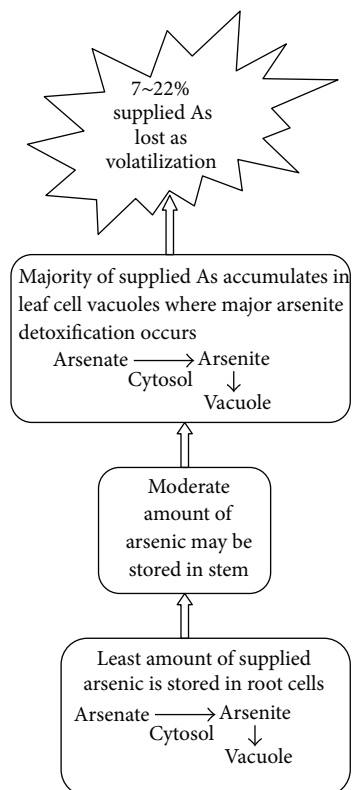 7~22%
supplied As
lost as
volatilization
Majority of supplied As accumulates in
leaf cell vacuoles where major arsenite
detoxification occurs
Arsenate Arsenite
Cytosol
Vacuole
Moderate
amount of
arsenic may be
stored in stem
Least amount of supplied
arsenic is stored in root cells
Arsenate Arsenite
Cytosol
Vacuole